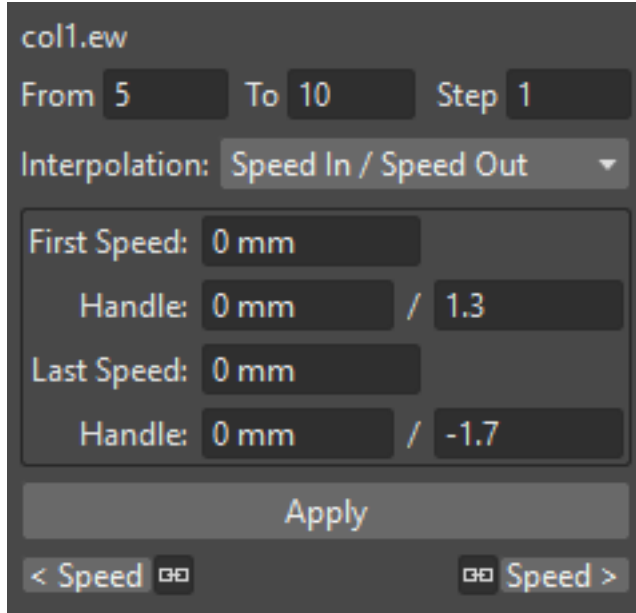 col1.ew
From 5 To 10 Step 1
Interpolation: Speed In / Speed Out
First Speed: 0 mm
Handle: 0 mm / 1.3
Last Speed: 0 mm
Handle: 0 mm / -1.7
Apply
< Speed Speed >